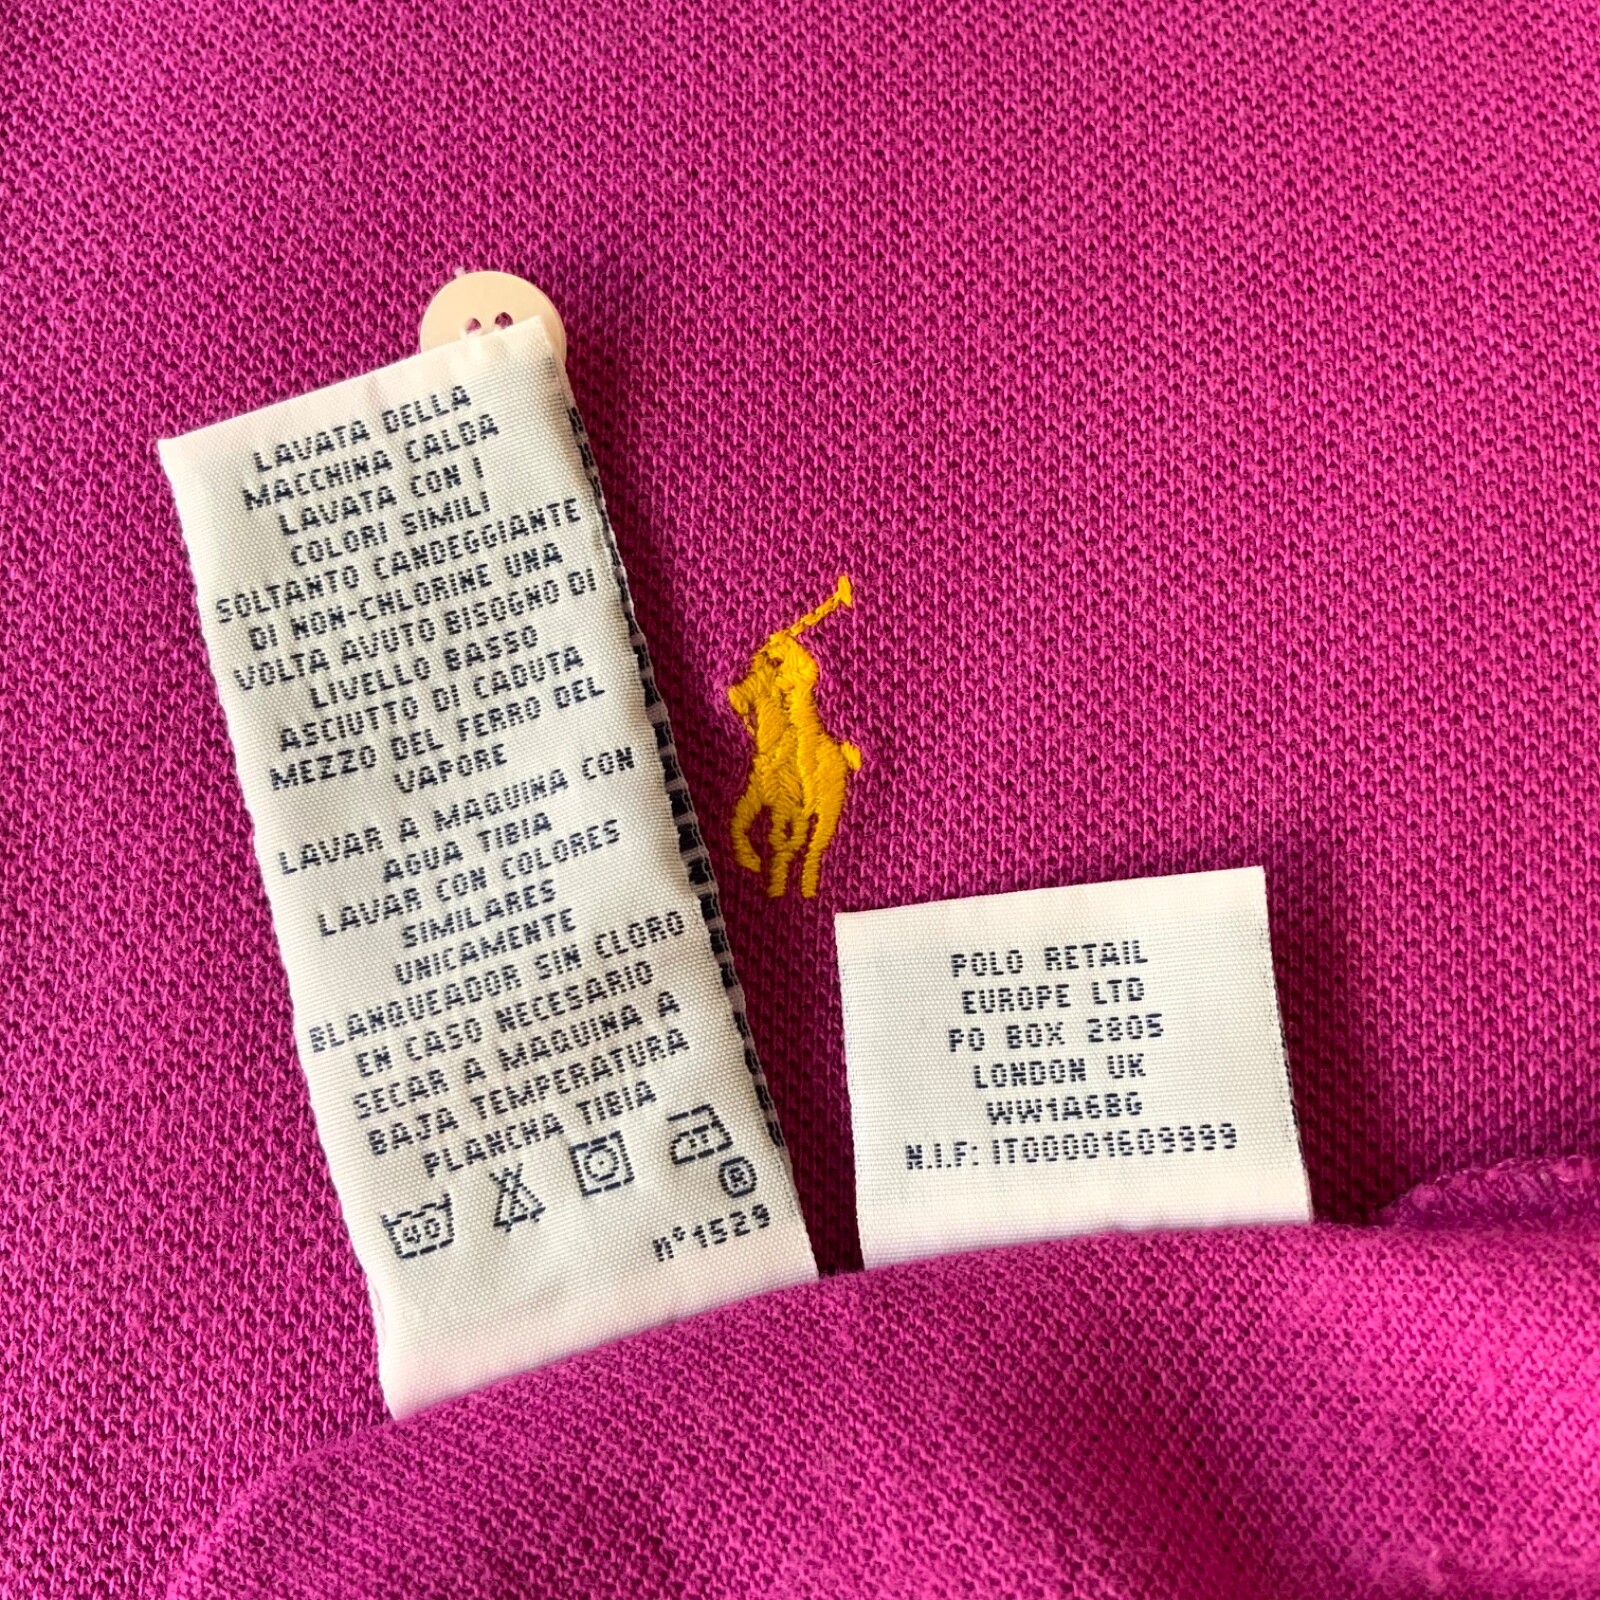 LAVATA DELLA
MACCHINA CALDA
LAVATA CON I
COLORI SIMILI
SOLTANTO CANDEGGIANTE
DI NON-CHLORINE UNA
VOLTA AVUTO BISOGNO DI
LIVELLO BASSO
ASCIUTTO DI CADUTA
MEZZO DEL FERRO DEL
VAPORE
LAVAR A MAQUINA CON
AGUA TIBIA
LAVAR CON COLORES
SIMILARES
UNICAMENTE
BLANQUEADOR SIN CLORO
EN CASO NECESARIO
SECAR A MAQUINA A
BAJA TEMPERATURA
PLANCHA TIBIA
40
®
n°1529
POLO RETAIL
EUROPE LTD
PO BOX 2805
LONDON UK
WW1A6BG
N.I.F: IT00001609999